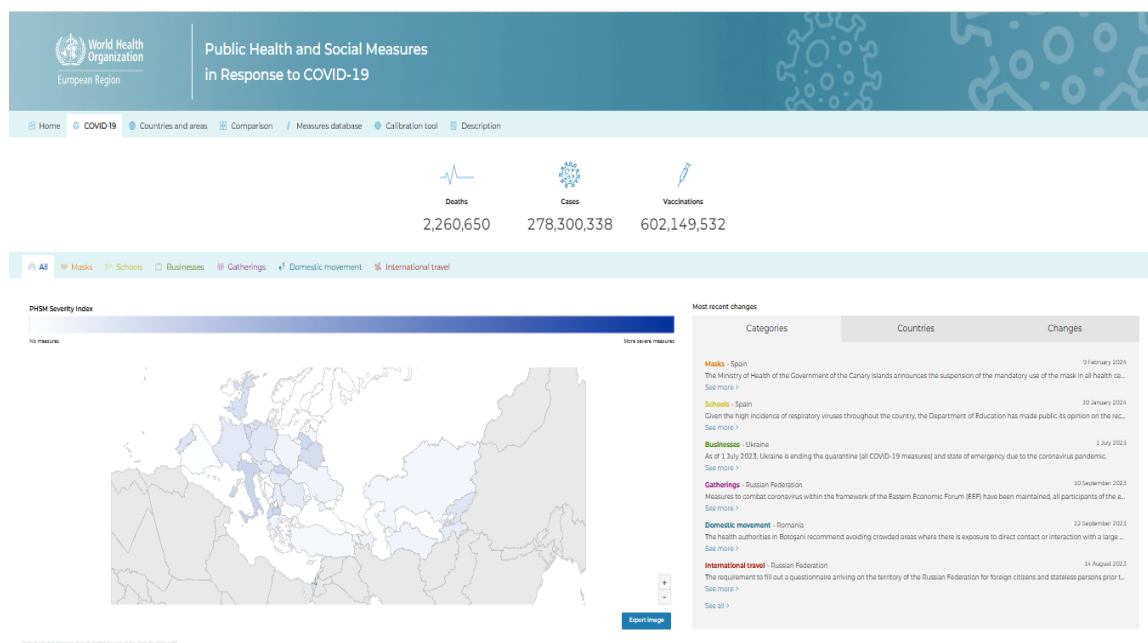 World Health
Organization
European Region
Public Health and Social Measures
in Response to COVID-19
Home COVID-19 Countries and areas Comparison Measures database Calibration tool Description
Deaths Cases Vaccinations
2,260,650 278,300,338 602,149,532
All Masks Schools Businesses Gatherings Domestic movement International travel
PHSM Severity Index
No measures More severe measures
Most recent changes
Categories Countries Changes
Masks - Spain 9 February 2024
The Ministry of Health of the Government of the Canary Islands announces the suspension of the mandatory use of the mask in all health ce...
See more >
Schools - Spain 10 January 2024
Given the high incidence of respiratory viruses throughout the country, the Department of Education has made public its opinion on the rec...
See more >
Businesses - Ukraine 1 July 2023
As of 1 July 2023, Ukraine is ending the quarantine (all COVID-19 measures) and state of emergency due to the coronavirus pandemic.
See more >
Gatherings - Russian Federation 30 September 2023
Measures to combat coronavirus within the framework of the Eastern Economic Forum (EEF) have been maintained, all participants of the e...
See more >
Domestic movement - Romania 22 September 2023
The health authorities in Botoșani recommend avoiding crowded areas where there is exposure to direct contact or interaction with a large ...
See more >
International travel - Russian Federation 14 August 2023
The requirement to fill out a questionnaire arriving on the territory of the Russian Federation for foreign citizens and stateless persons prior t...
See more >
See all >
+
-
Export image